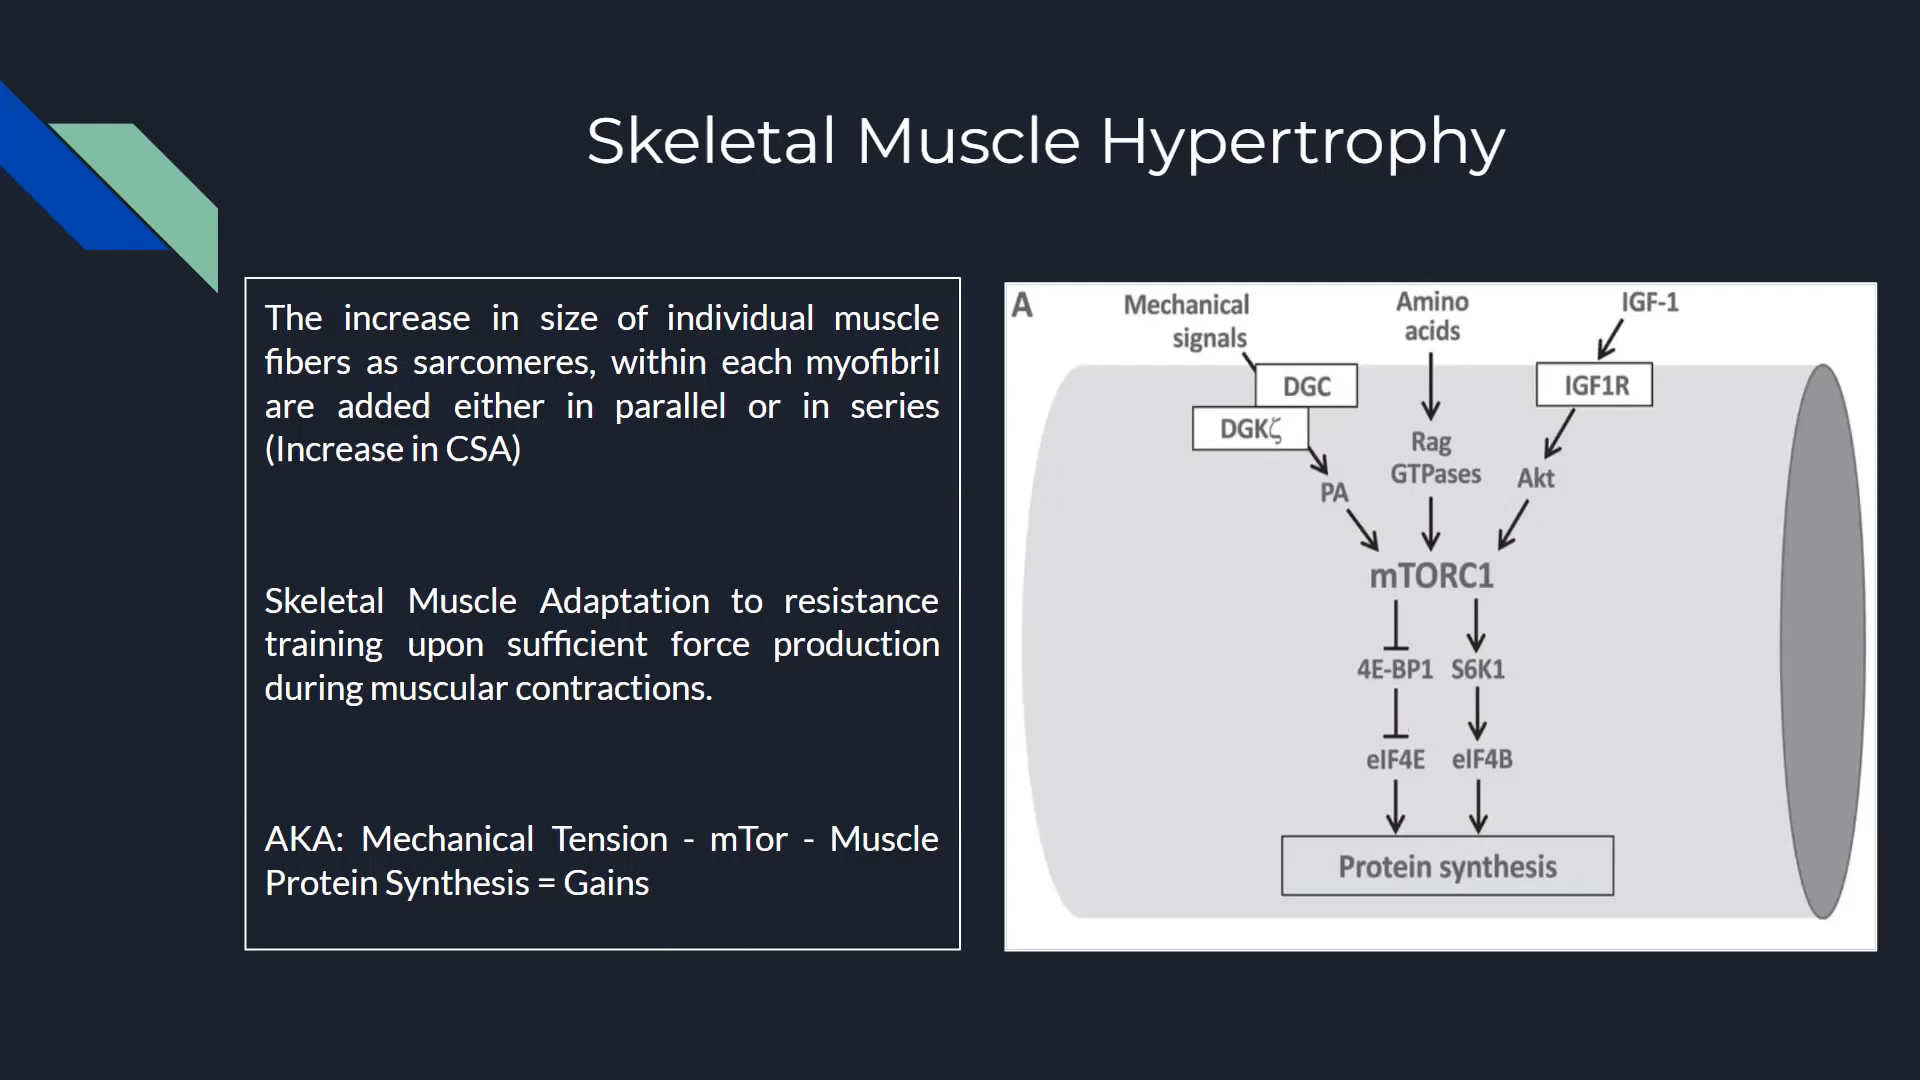 Skeletal Muscle Hypertrophy
The increase in size of individual muscle
fibers as sarcomeres, within each myofibril
are added either in parallel or in series
(Increase in CSA)
Skeletal Muscle Adaptation to resistance
training upon sufficient force production
during muscular contractions.
AKA: Mechanical Tension - mTor - Muscle
Protein Synthesis = Gains
A
Mechanical
signals
Amino
acids
IGF-1
DGC
IGF1R
DGKζ
Rag
GTPases
Akt
PA
mTORC1
4E-BP1
S6K1
eIF4E
eIF4B
Protein synthesis